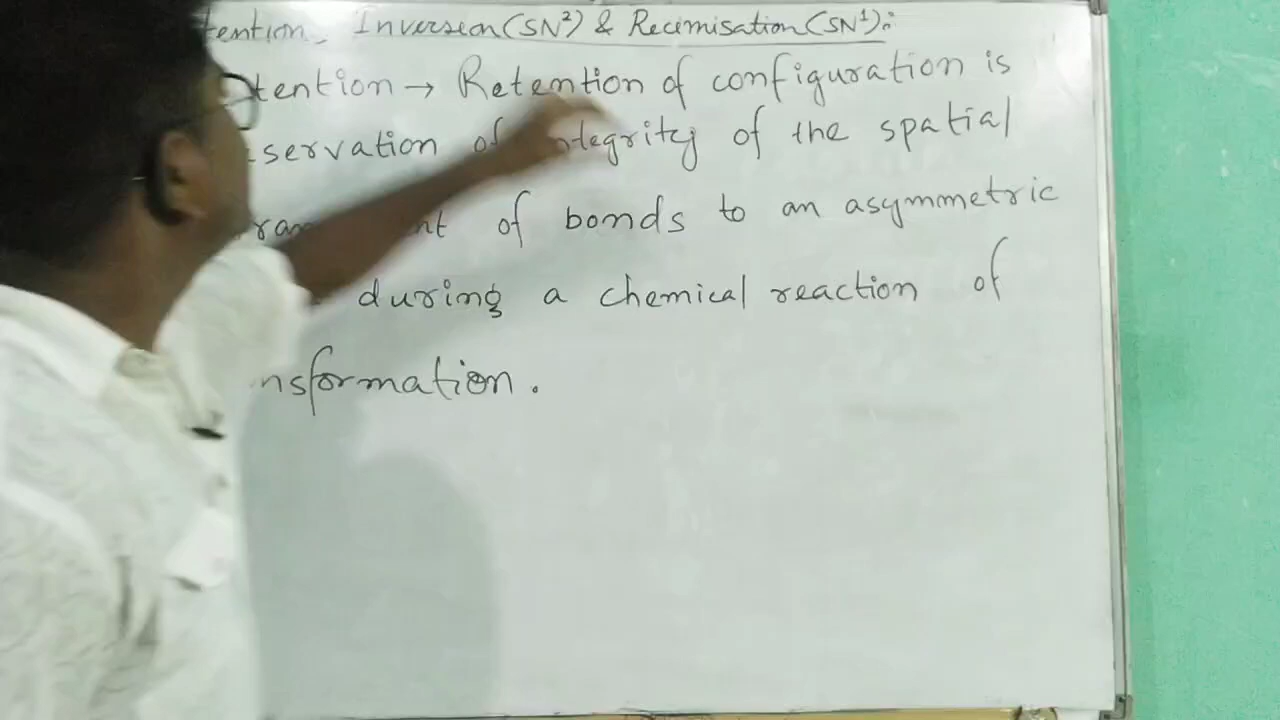 tention, Inversion (SN²) & Recimisation (SN¹):
tention → Retention of configuration is
servation of integrity of the spatial
of bonds to an asymmetric
during a chemical reaction of
nsformation.